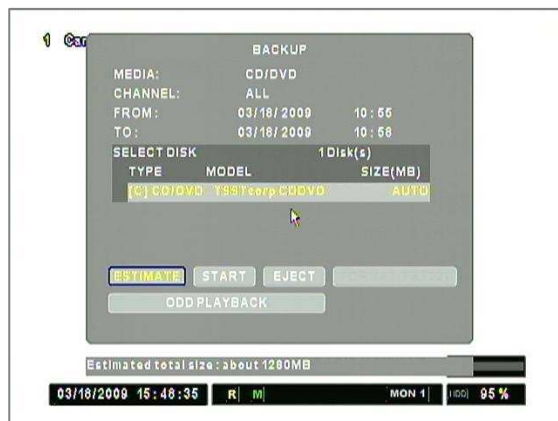 1
BACKUP
MEDIA: CD/DVD
CHANNEL: ALL
FROM: 03/18/2009 10:55
TO: 03/18/2009 10:58
SELECT DISK 1Disk(s)
TYPE MODEL SIZE(MB)
[C] CD/DVD TSSTcorp CDDVD AUTO
ESTIMATE START EJECT
ODD PLAYBACK
Estimated total size: about 1280MB
03/18/2009 15:48:35 R M MON 1 HDD 95%